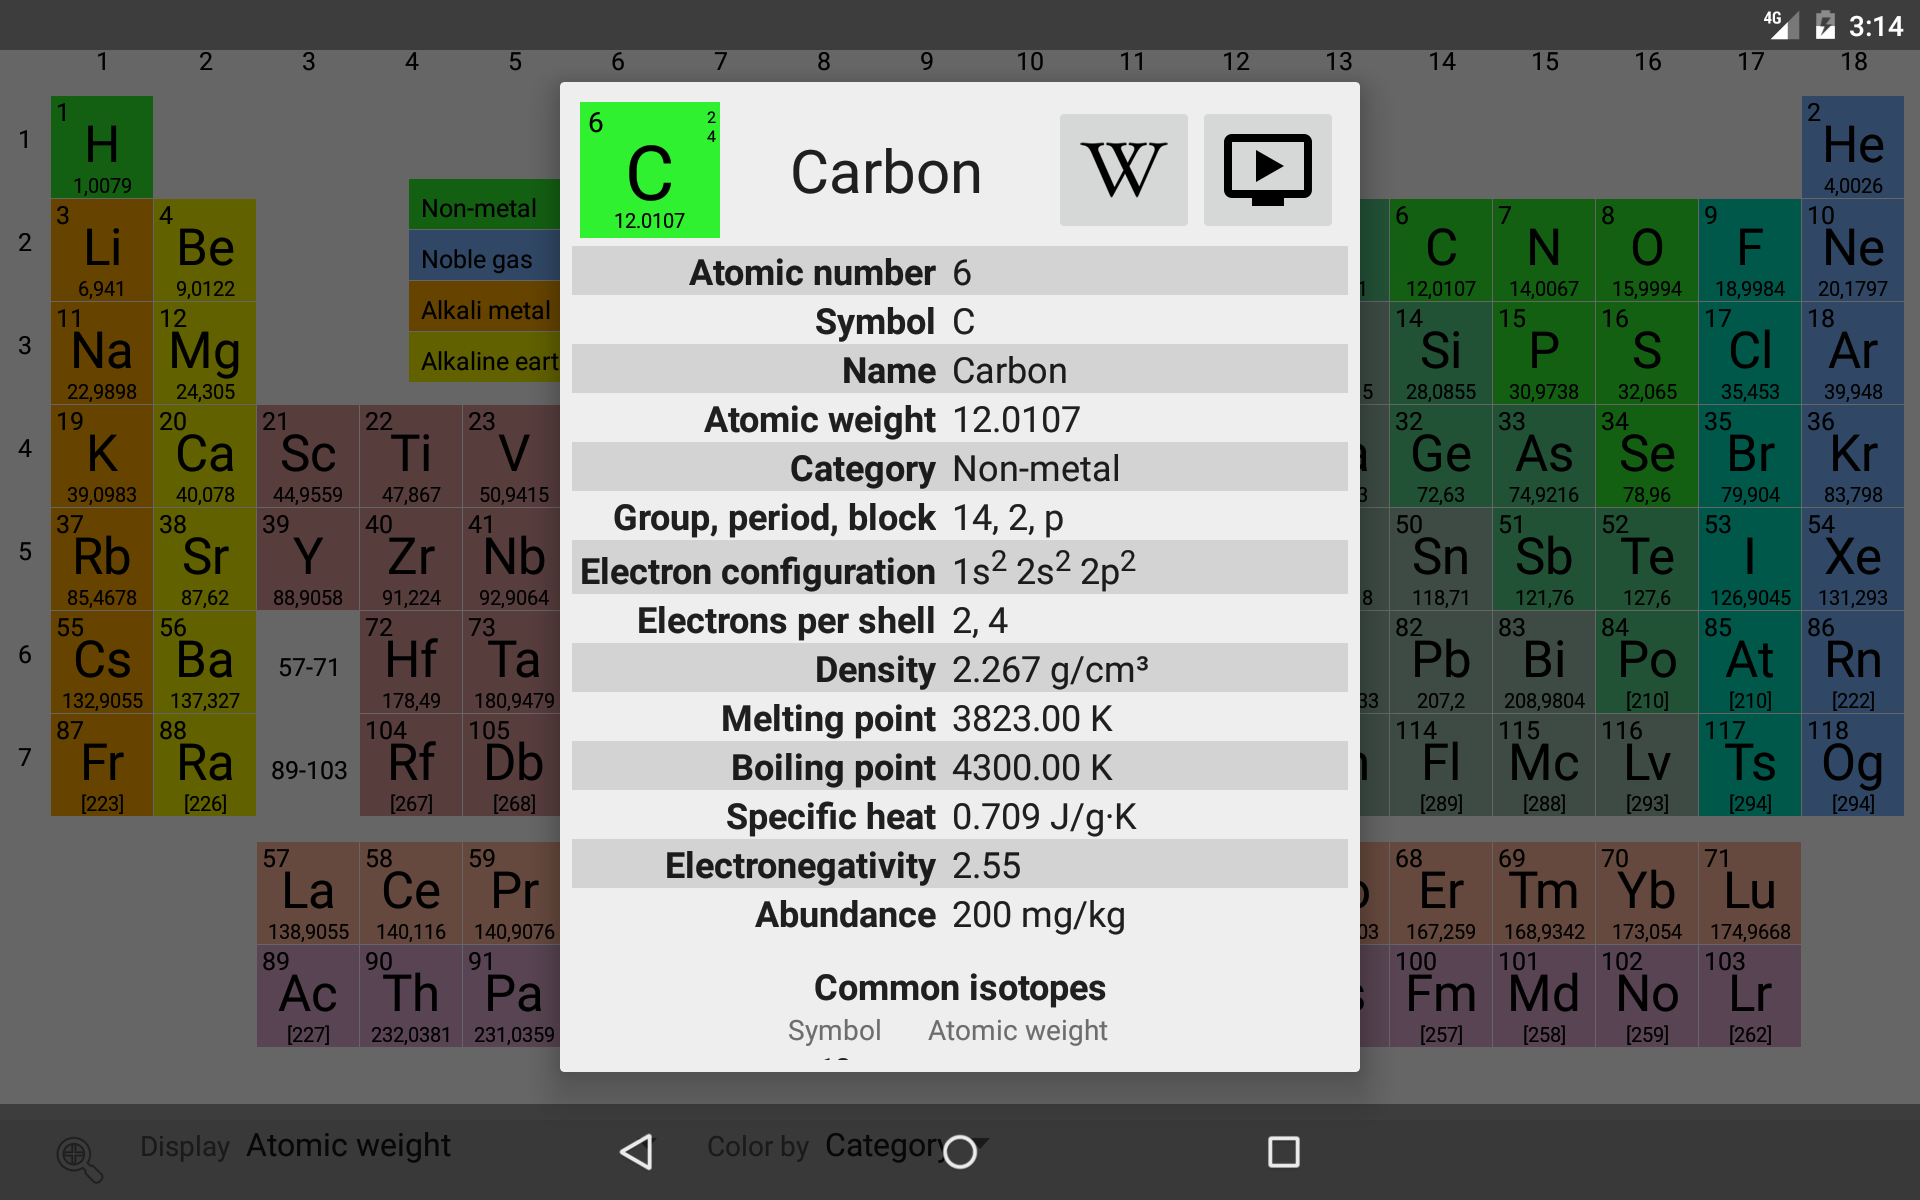 4G 3:14
1 2 3 4 5 6 7 8 9 10 11 12 13 14 15 16 17 18
1 2 3 4 5 6 7
1 H 1,0079
2 He 4,0026
3 Li 6,941
4 Be 9,0122
6 C 12,0107
7 N 14,0067
8 O 15,9994
9 F 18,9984
10 Ne 20,1797
11 Na 22,9898
12 Mg 24,305
14 Si 28,0855
15 P 30,9738
16 S 32,065
17 Cl 35,453
18 Ar 39,948
19 K 39,0983
20 Ca 40,078
21 Sc 44,9559
22 Ti 47,867
23 V 50,9415
32 Ge 72,63
33 As 74,9216
34 Se 78,96
35 Br 79,904
36 Kr 83,798
37 Rb 85,4678
38 Sr 87,62
39 Y 88,9058
40 Zr 91,224
41 Nb 92,9064
50 Sn 118,71
51 Sb 121,76
52 Te 127,6
53 I 126,9045
54 Xe 131,293
55 Cs 132,9055
56 Ba 137,327
57-71
72 Hf 178,49
73 Ta 180,9479
82 Pb 207,2
83 Bi 208,9804
84 Po [210]
85 At [210]
86 Rn [222]
87 Fr [223]
88 Ra [226]
89-103
104 Rf [267]
105 Db [268]
114 Fl [289]
115 Mc [288]
116 Lv [293]
117 Ts [294]
118 Og [294]
57 La 138,9055
58 Ce 140,116
59 Pr 140,9076
68 Er 167,259
69 Tm 168,9342
70 Yb 173,054
71 Lu 174,9668
89 Ac [227]
90 Th 232,0381
91 Pa 231,0359
100 Fm [257]
101 Md [258]
102 No [259]
103 Lr [262]
Non-metal
Noble gas
Alkali metal
Alkaline eart
6 2 4
C
12.0107
Carbon
W
Atomic number 6
Symbol C
Name Carbon
Atomic weight 12.0107
Category Non-metal
Group, period, block 14, 2, p
Electron configuration 1s² 2s² 2p²
Electrons per shell 2, 4
Density 2.267 g/cm³
Melting point 3823.00 K
Boiling point 4300.00 K
Specific heat 0.709 J/g·K
Electronegativity 2.55
Abundance 200 mg/kg
Common isotopes
Symbol Atomic weight
Display Atomic weight Color by Category